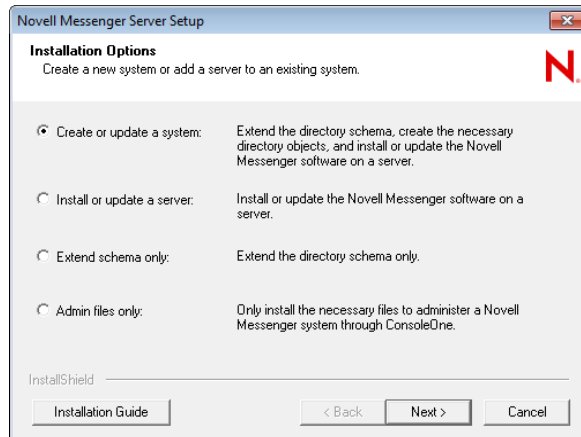 Novell Messenger Server Setup
Installation Options
Create a new system or add a server to an existing system.
N.
Create or update a system: Extend the directory schema, create the necessary
directory objects, and install or update the Novell
Messenger software on a server.
Install or update a server: Install or update the Novell Messenger software on a
server.
Extend schema only: Extend the directory schema only.
Admin files only: Only install the necessary files to administer a Novell
Messenger system through ConsoleOne.
InstallShield
Installation Guide < Back Next > Cancel